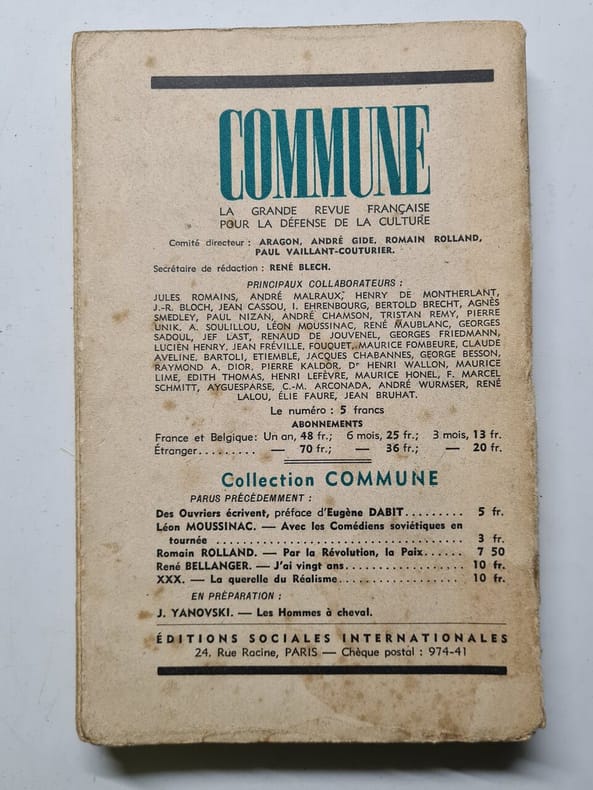 COMMUNE
LA GRANDE REVUE FRANÇAISE
POUR LA DÉFENSE DE LA CULTURE
Comité directeur : ARAGON, ANDRÉ GIDE, ROMAIN ROLLAND,
PAUL VAILLANT-COUTURIER.
Secrétaire de rédaction : RENÉ BLECH.
PRINCIPAUX COLLABORATEURS :
JULES ROMAINS, ANDRÉ MALRAUX, HENRY DE MONTHERLANT,
J.-R. BLOCH, JEAN CASSOU, I. EHRENBOURG, BERTOLD BRECHT, AGNÈS
SMEDLEY, PAUL NIZAN, ANDRÉ CHAMSON, TRISTAN REMY, PIERRE
UNIK. A. SOULILLOU, LÉON MOUSSINAC, RENÉ MAUBLANC, GEORGES
SADOUL, JEF LAST, RENAUD DE JOUVENEL, GEORGES FRIEDMANN,
LUCIEN HENRY, JEAN FRÉVILLE, FOUQUET, MAURICE FOMBEURE, CLAUDE
AVELINE, BARTOLI, ETIEMBLE, JACQUES CHABANNES, GEORGE BESSON,
RAYMOND A. DIOR, PIERRE KALDOR, Dr HENRI WALLON, MAURICE
LIME, EDITH THOMAS, HENRI LEFÈVRE, MAURICE HONEL, F. MARCEL
SCHMITT, AYGUESPARSE, C.-M. ARCONADA, ANDRÉ WURMSER, RENÉ
LALOU, ÉLIE FAURE, JEAN BRUHAT.
Le numéro : 5 francs
ABONNEMENTS
France et Belgique : Un an, 48 fr.; 6 mois, 25 fr.; 3 mois, 13 fr.
Étranger......... — 70 fr.; — 36 fr.; — 20 fr.
Collection COMMUNE
PARUS PRÉCÉDEMMENT :
Des Ouvriers écrivent, préface d'Eugène DABIT......... 5 fr.
Léon MOUSSINAC. — Avec les Comédiens soviétiques en
tournée ...................................... 3 fr.
Romain ROLLAND. — Par la Révolution, la Paix...... 7 50
René BELLANGER. — J'ai vingt ans.................. 10 fr.
XXX. — La querelle du Réalisme.................... 10 fr.
EN PRÉPARATION :
J. YANOVSKI. — Les Hommes à cheval.
ÉDITIONS SOCIALES INTERNATIONALES
24, Rue Racine, PARIS — Chèque postal : 974-41